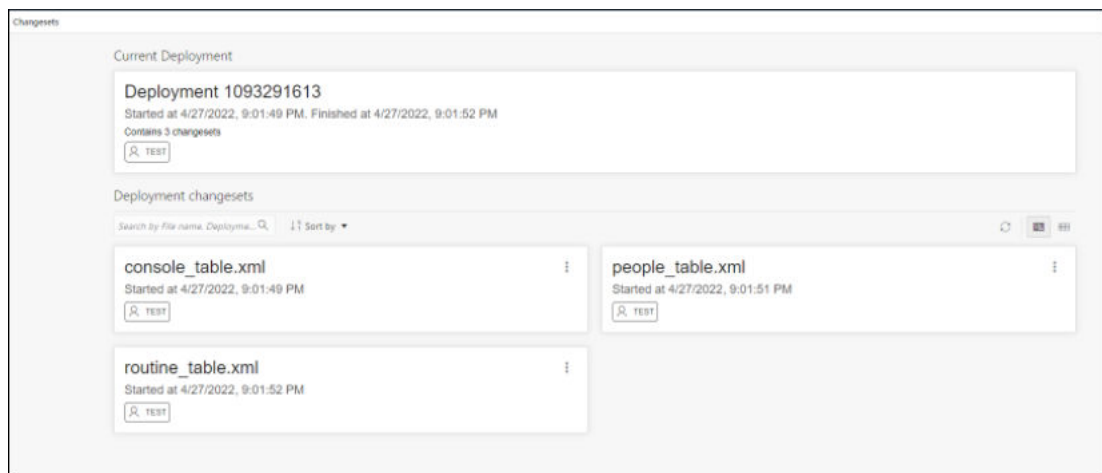 Changesets
Current Deployment
Deployment 1093291613
Started at 4/27/2022, 9:01:49 PM. Finished at 4/27/2022, 9:01:52 PM
Contains 3 changesets
TEST
Deployment changesets
Search by File name. Deployme...
Sort by
console_table.xml
Started at 4/27/2022, 9:01:49 PM
TEST
people_table.xml
Started at 4/27/2022, 9:01:51 PM
TEST
routine_table.xml
Started at 4/27/2022, 9:01:52 PM
TEST